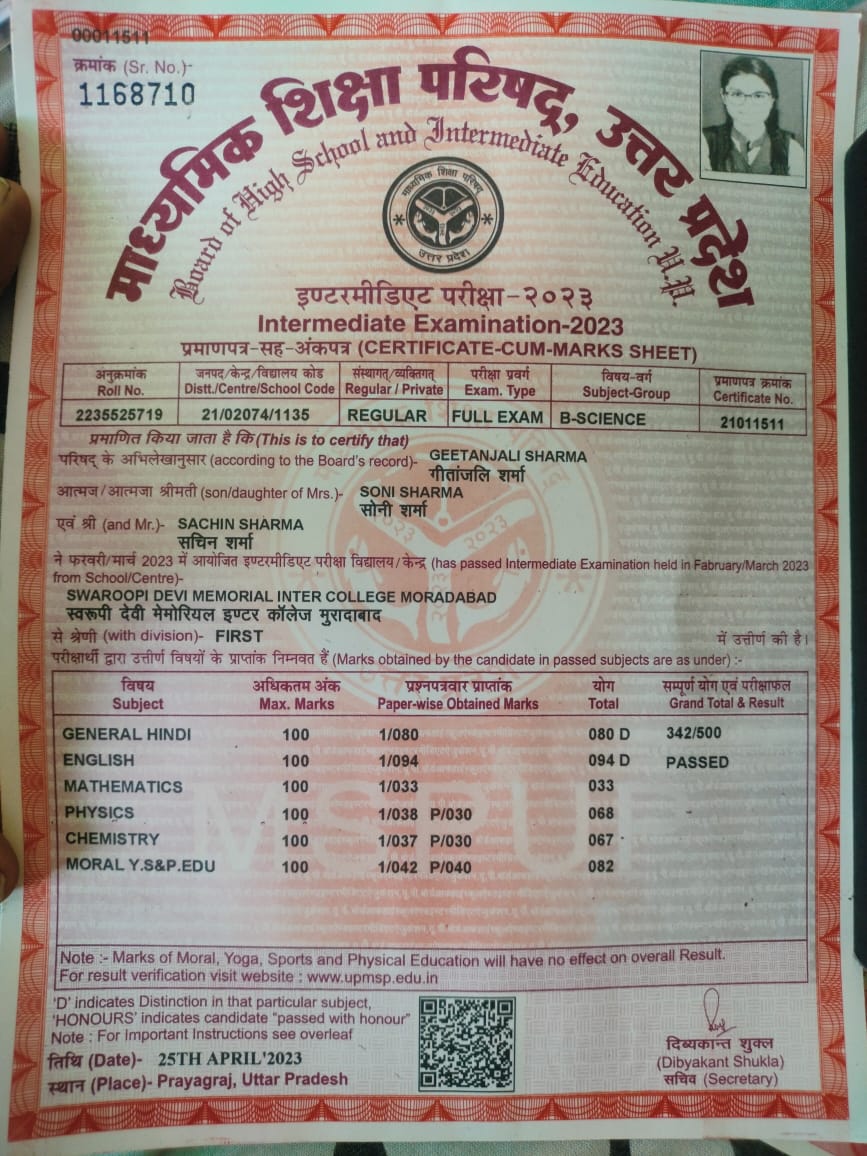 00011511
क्रमांक (Sr. No.)-
1168710
माध्यमिक शिक्षा परिषद्, उत्तर प्रदेश
Board of High School and Intermediate Education U.P.
माध्यमिक शिक्षा परिषद्
उत्तर प्रदेश
इण्टरमीडिएट परीक्षा-२०२३
Intermediate Examination-2023
प्रमाणपत्र-सह-अंकपत्र (CERTIFICATE-CUM-MARKS SHEET)
अनुक्रमांक जनपद/केन्द्र/विद्यालय कोड संस्थागत/व्यक्तिगत परीक्षा प्रवर्ग विषय-वर्ग प्रमाणपत्र क्रमांक
Roll No. Distt./Centre/School Code Regular / Private Exam. Type Subject-Group Certificate No.
2235525719 21/02074/1135 REGULAR FULL EXAM B-SCIENCE 21011511
प्रमाणित किया जाता है कि (This is to certify that)
परिषद् के अभिलेखानुसार (according to the Board's record)- GEETANJALI SHARMA
गीतांजलि शर्मा
आत्मज/आत्मजा श्रीमती (son/daughter of Mrs.)- SONI SHARMA
सोनी शर्मा
एवं श्री (and Mr.)- SACHIN SHARMA
सचिन शर्मा
ने फरवरी/मार्च 2023 में आयोजित इण्टरमीडिएट परीक्षा विद्यालय/केन्द्र (has passed Intermediate Examination held in Fabruary/March 2023
from School/Centre)-
SWAROOPI DEVI MEMORIAL INTER COLLEGE MORADABAD
स्वरूपी देवी मेमोरियल इण्टर कॉलेज मुरादाबाद
से श्रेणी (with division)- FIRST में उत्तीर्ण की है।
परीक्षार्थी द्वारा उत्तीर्ण विषयों के प्राप्तांक निम्नवत हैं (Marks obtained by the candidate in passed subjects are as under) :-
विषय अधिकतम अंक प्रश्नपत्रवार प्राप्तांक योग सम्पूर्ण योग एवं परीक्षाफल
Subject Max. Marks Paper-wise Obtained Marks Total Grand Total & Result
GENERAL HINDI 100 1/080 080 D 342/500
ENGLISH 100 1/094 094 D PASSED
MATHEMATICS 100 1/033 033
PHYSICS 100 1/038 P/030 068
CHEMISTRY 100 1/037 P/030 067
MORAL Y.S&P.EDU 100 1/042 P/040 082
MSPUP
Note :- Marks of Moral, Yoga, Sports and Physical Education will have no effect on overall Result.
For result verification visit website : www.upmsp.edu.in
'D' indicates Distinction in that particular subject,
'HONOURS' indicates candidate "passed with honour"
Note : For Important Instructions see overleaf
तिथि (Date)- 25TH APRIL'2023
स्थान (Place)- Prayagraj, Uttar Pradesh
दिब्यकान्त शुक्ल
(Dibyakant Shukla)
सचिव (Secretary)